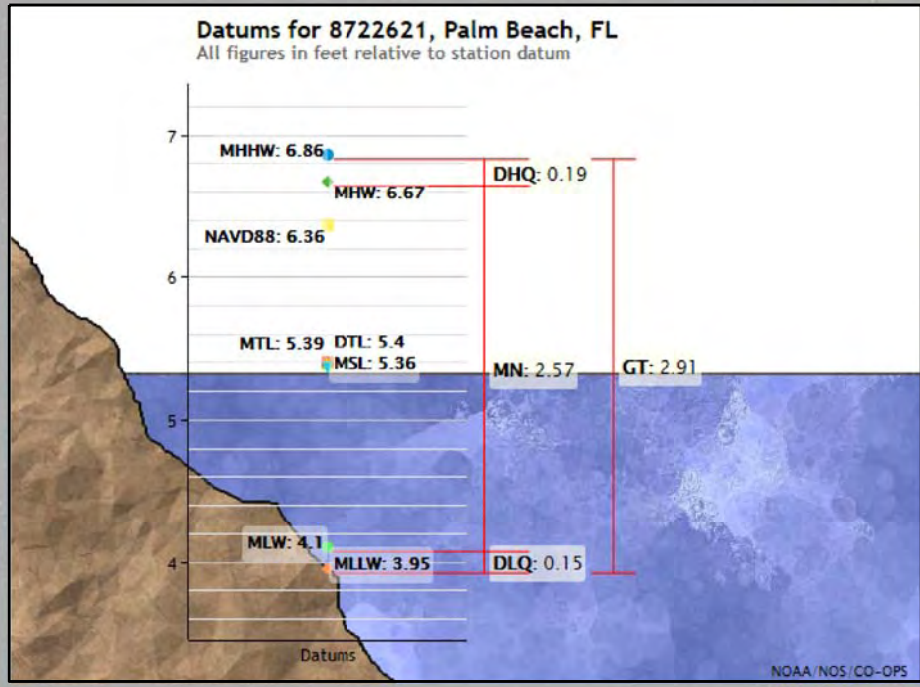 Datums for 8722621, Palm Beach, FL
All figures in feet relative to station datum
7
MHHW: 6.86
DHQ: 0.19
MHW: 6.67
NAVD88: 6.36
6
MTL: 5.39 DTL: 5.4
MSL: 5.36
MN: 2.57
GT: 2.91
5
MLW: 4.1
4
MLLW: 3.95
DLQ: 0.15
Datums
NOAA/NOS/CO-OPS